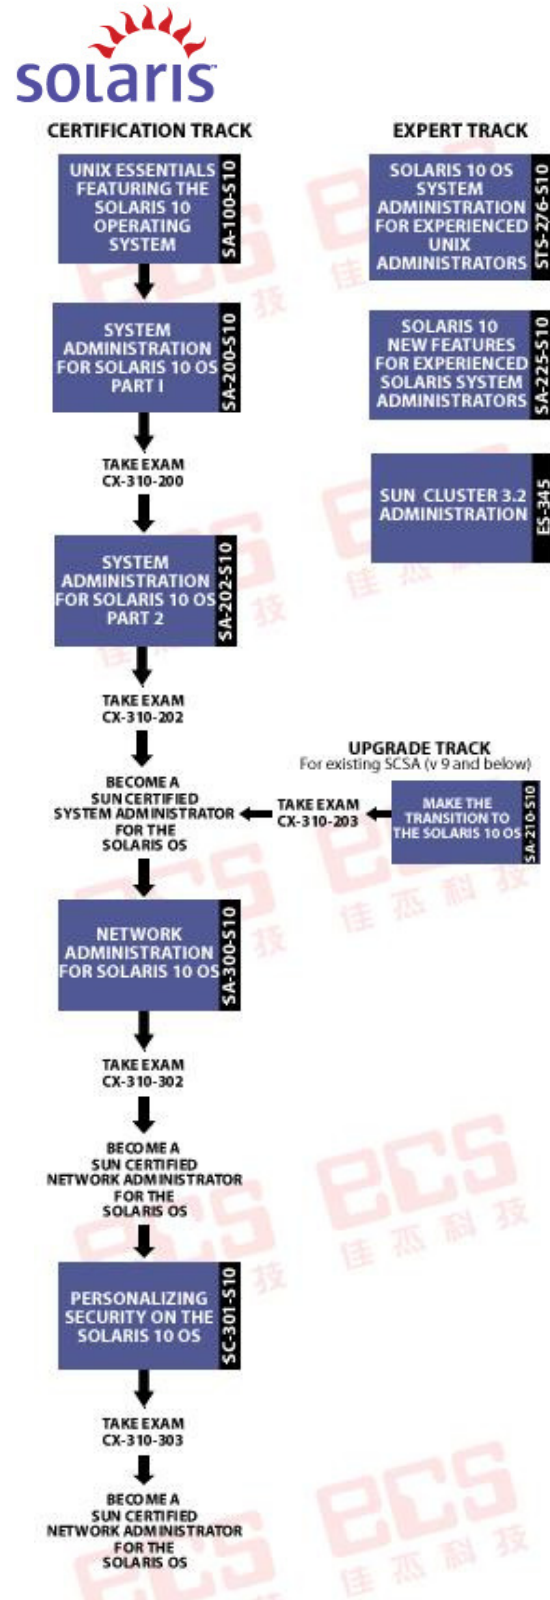 solaris
CERTIFICATION TRACK
UNIX ESSENTIALS
FEATURING THE
SOLARIS 10
OPERATING
SYSTEM
SA-100-S10
SYSTEM
ADMINISTRATION
FOR SOLARIS 10 OS
PART I
SA-200-S10
TAKE EXAM
CX-310-200
SYSTEM
ADMINISTRATION
FOR SOLARIS 10 OS
PART 2
SA-202-S10
TAKE EXAM
CX-310-202
BECOME A
SUN CERTIFIED
SYSTEM ADMINISTRATOR
FOR THE
SOLARIS OS
NETWORK
ADMINISTRATION
FOR SOLARIS 10 OS
SA-300-S10
TAKE EXAM
CX-310-302
BECOME A
SUN CERTIFIED
NETWORK ADMINISTRATOR
FOR THE
SOLARIS OS
PERSONALIZING
SECURITY ON THE
SOLARIS 10 OS
SC-301-S10
TAKE EXAM
CX-310-303
BECOME A
SUN CERTIFIED
NETWORK ADMINISTRATOR
FOR THE
SOLARIS OS
EXPERT TRACK
SOLARIS 10 OS
SYSTEM
ADMINISTRATION
FOR EXPERIENCED
UNIX
ADMINISTRATORS
STS-276-S10
SOLARIS 10
NEW FEATURES
FOR EXPERIENCED
SOLARIS SYSTEM
ADMINISTRATORS
SA-225-S10
SUN CLUSTER 3.2
ADMINISTRATION
ES-345
UPGRADE TRACK
For existing SCSA (v 9 and below)
MAKE THE
TRANSITION TO
THE SOLARIS 10 OS
SA-210-S10
TAKE EXAM
CX-310-203
ecs
佳杰科技